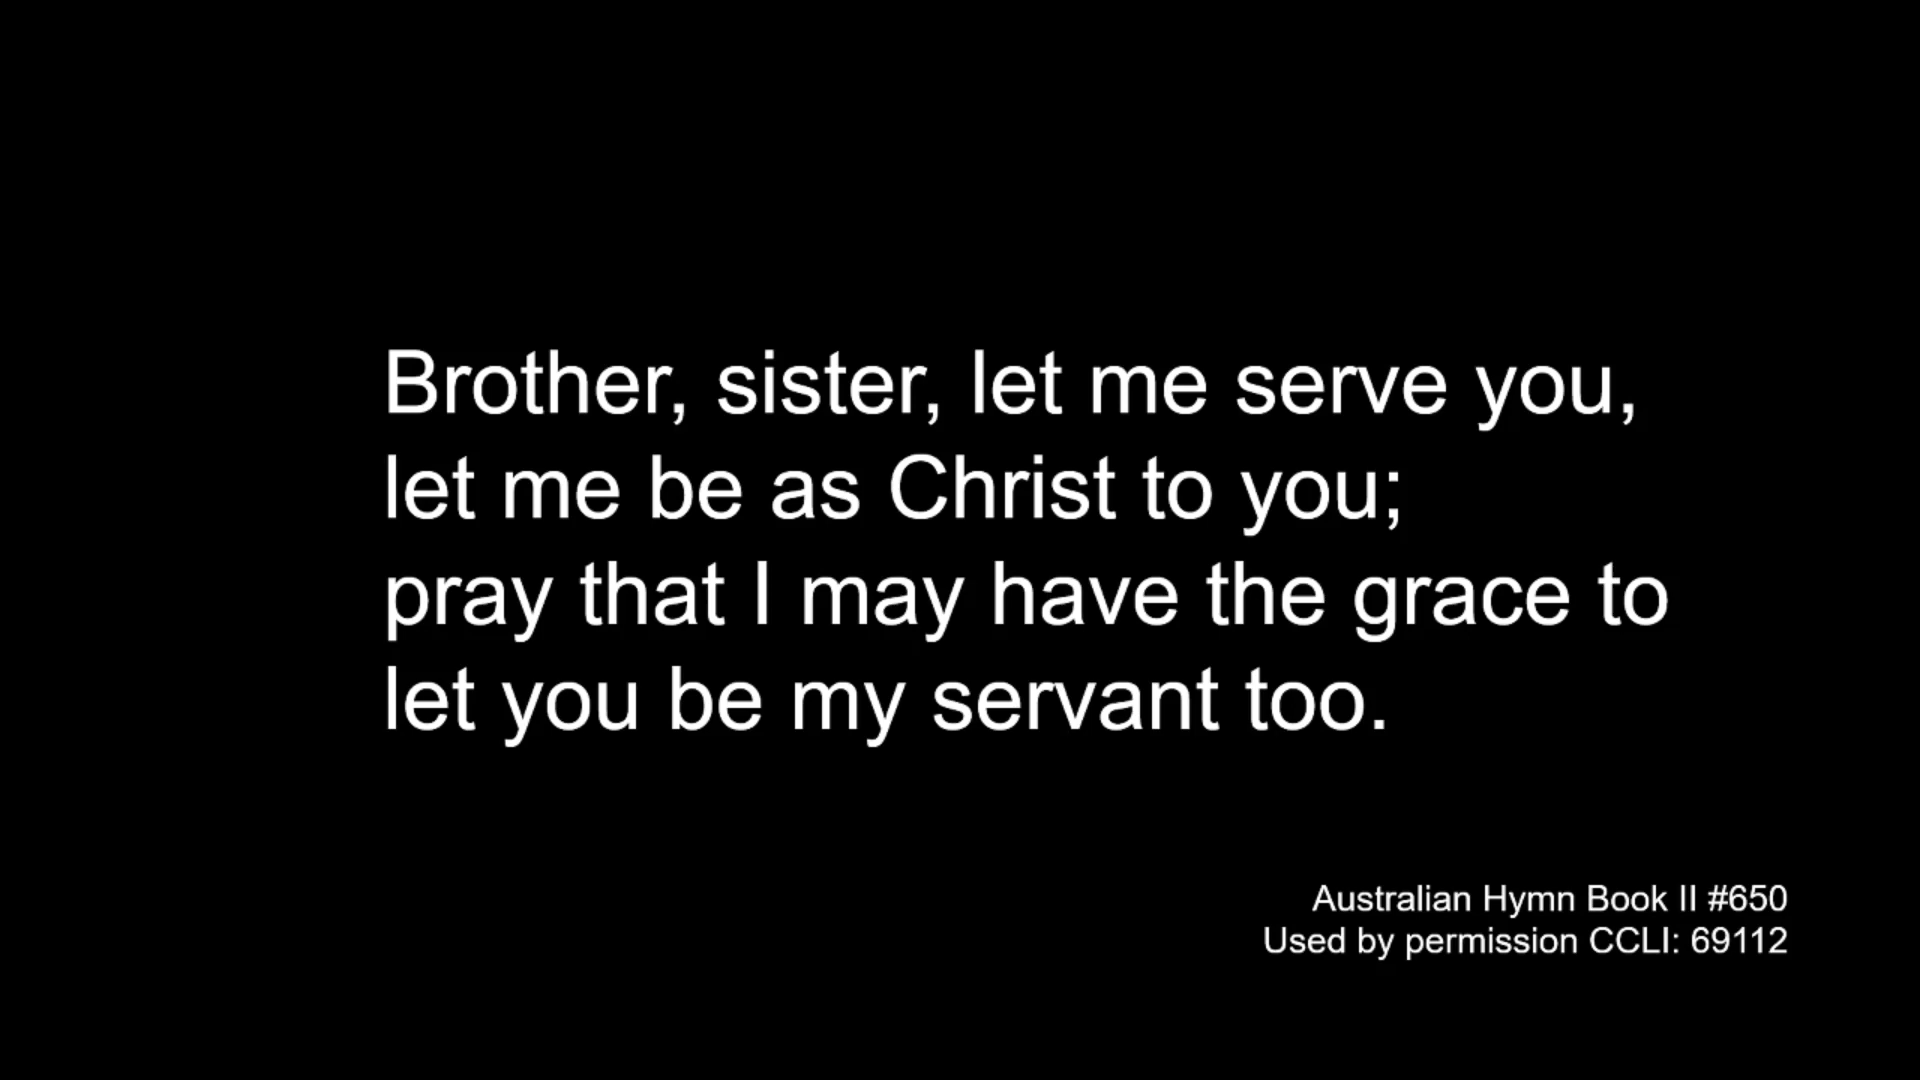 Brother, sister, let me serve you,
let me be as Christ to you;
pray that I may have the grace to
let you be my servant too.
Australian Hymn Book II #650
Used by permission CCLI: 69112